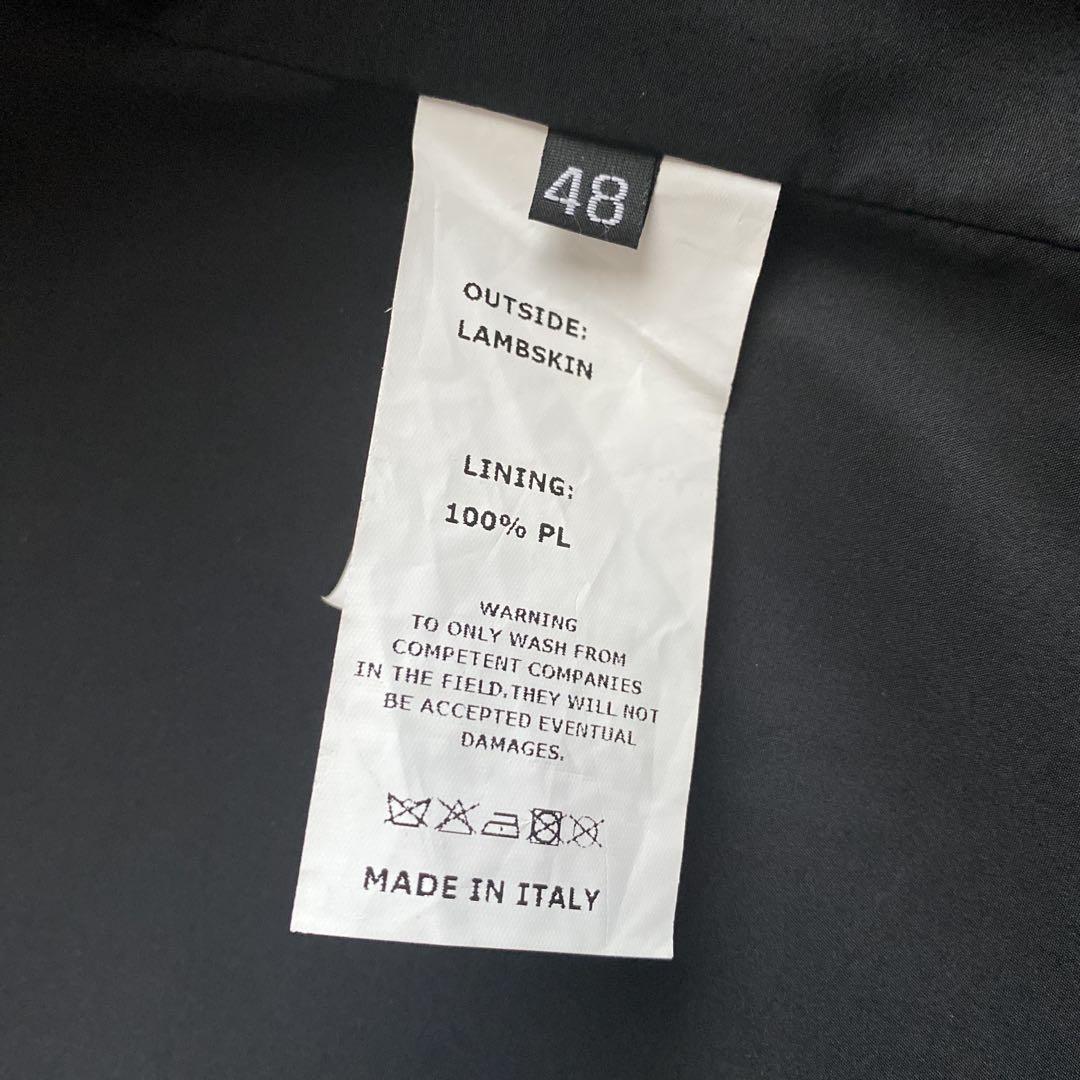 48
OUTSIDE:
LAMBSKIN
LINING:
100% PL
WARNING
TO ONLY WASH FROM
COMPETENT COMPANIES
IN THE FIELD.THEY WILL NOT
BE ACCEPTED EVENTUAL
DAMAGES.
MADE IN ITALY